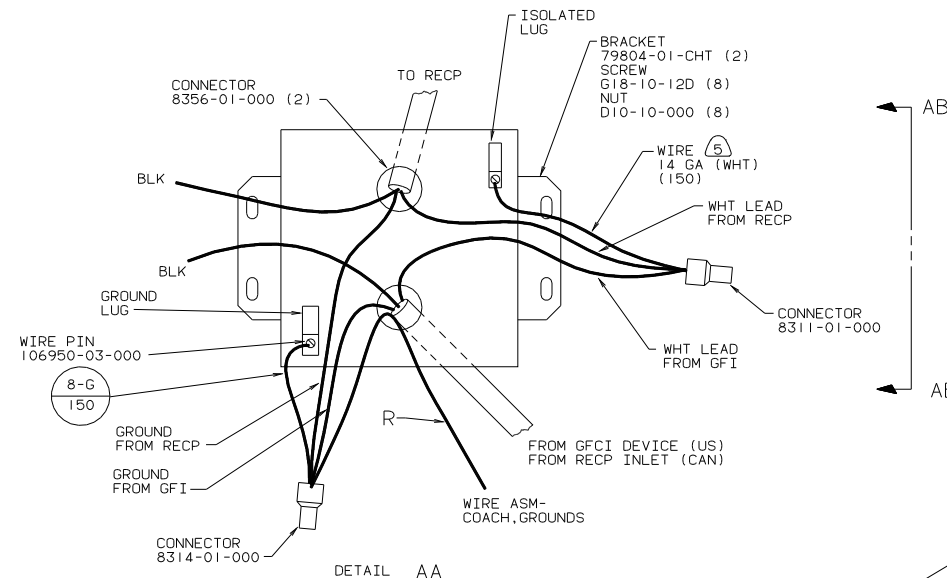 ISOLATED
LUG
BRACKET
79804-01-CHT (2)
SCREW
G18-10-12D (8)
NUT
D10-10-000 (8)
TO RECP
CONNECTOR
8356-01-000 (2)
AB
WIRE 5
14 GA (WHT)
(150)
BLK
WHT LEAD
FROM RECP
BLK
GROUND
LUG
CONNECTOR
8311-01-000
WIRE PIN
106950-03-000
WHT LEAD
FROM GFI
8-G
150
R
GROUND
FROM RECP
FROM GFCI DEVICE (US)
FROM RECP INLET (CAN)
GROUND
FROM GFI
WIRE ASM-
COACH,GROUNDS
CONNECTOR
8314-01-000
DETAIL AA